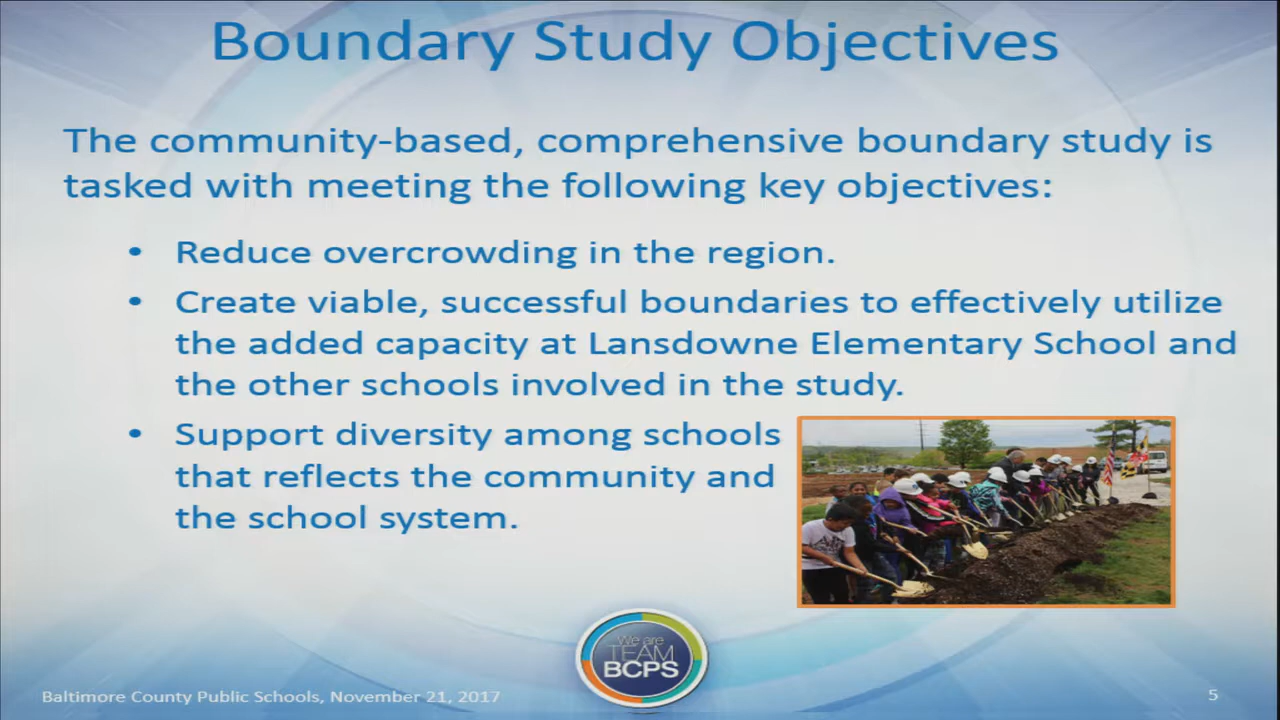 Boundary Study Objectives
The community-based, comprehensive boundary study is
tasked with meeting the following key objectives:
• Reduce overcrowding in the region.
• Create viable, successful boundaries to effectively utilize
the added capacity at Lansdowne Elementary School and
the other schools involved in the study.
• Support diversity among schools
that reflects the community and
the school system.
We are
TEAM
BCPS
Baltimore County Public Schools, November 21, 2017
5